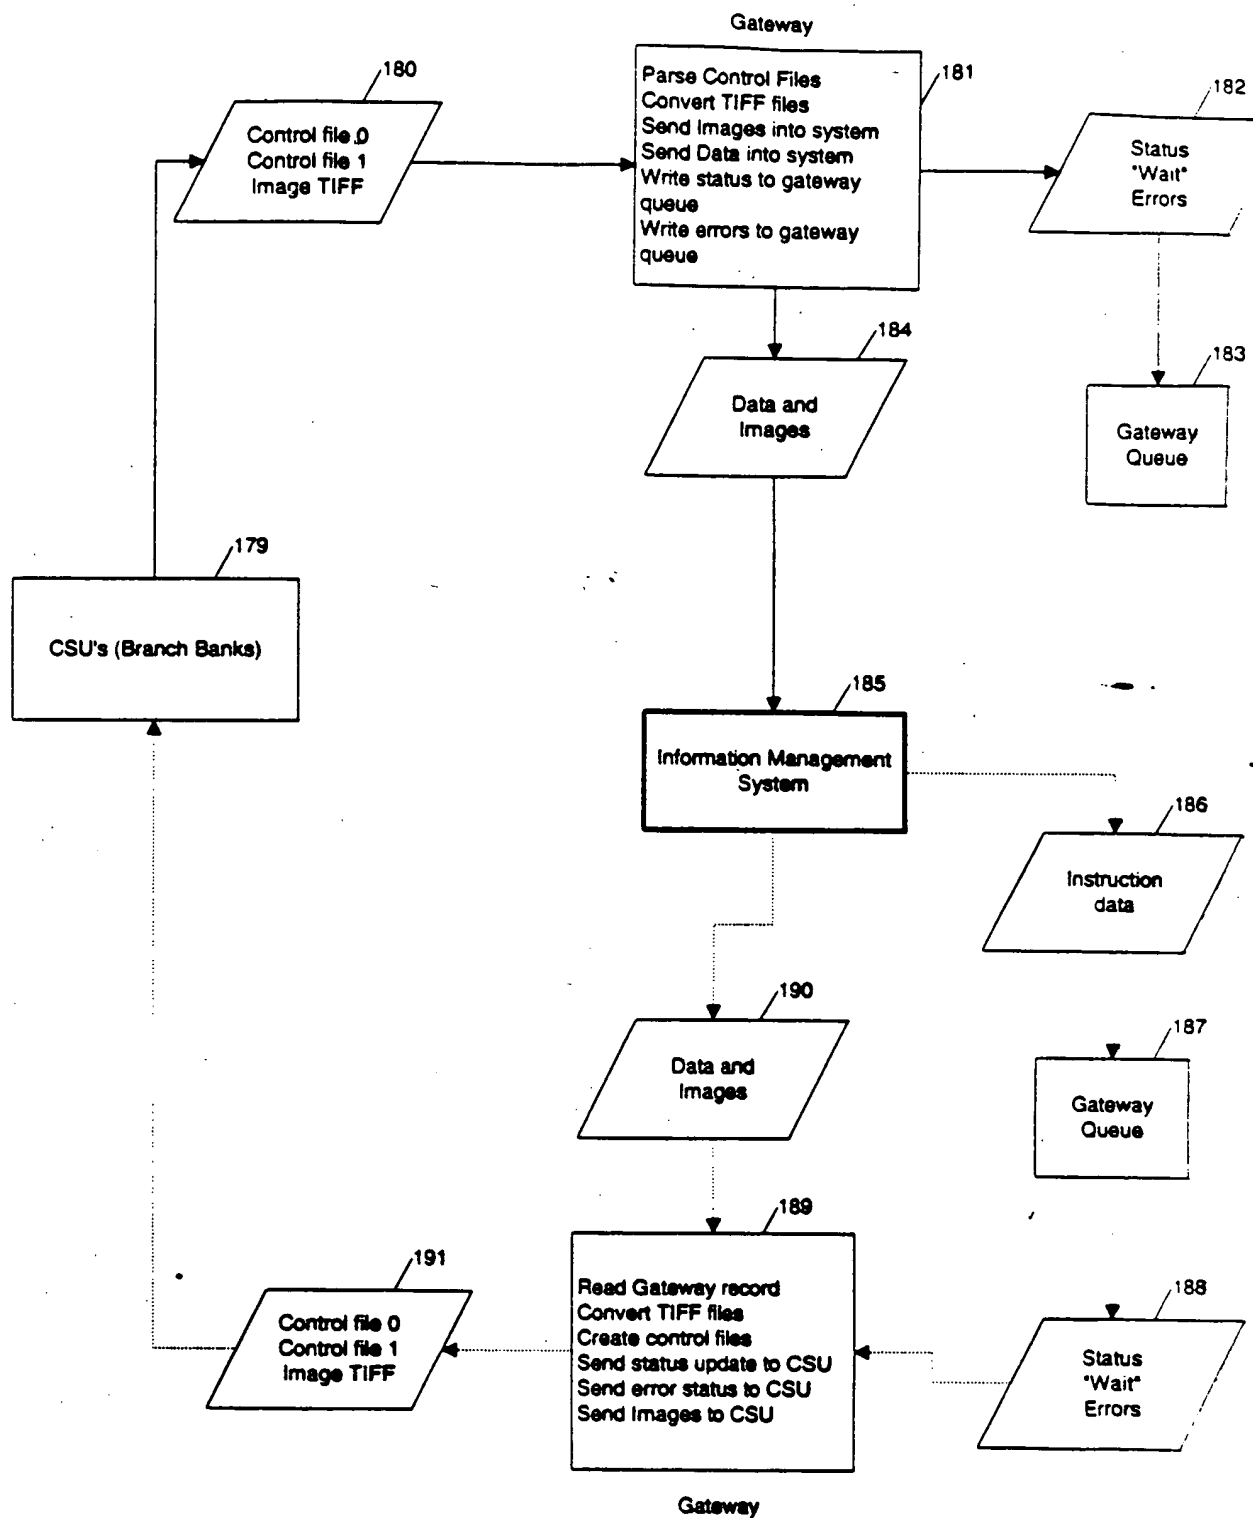 Gateway
180
Control file 0
Control file 1
Image TIFF
181
Parse Control Files
Convert TIFF files
Send Images into system
Send Data into system
Write status to gateway
queue
Write errors to gateway
queue
182
Status
"Wait"
Errors
183
Gateway
Queue
184
Data and
Images
179
CSU's (Branch Banks)
185
Information Management
System
186
Instruction
data
190
Data and
Images
187
Gateway
Queue
189
Read Gateway record
Convert TIFF files
Create control files
Send status update to CSU
Send error status to CSU
Send Images to CSU
191
Control file 0
Control file 1
Image TIFF
188
Status
"Wait"
Errors
Gateway